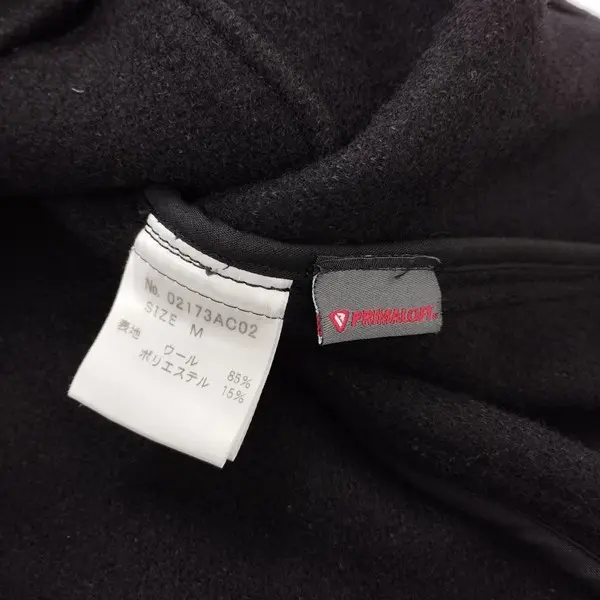 No. 02173AC02
SIZE M
表地 ウール 85%
ポリエステル 15%
PRIMALOFT